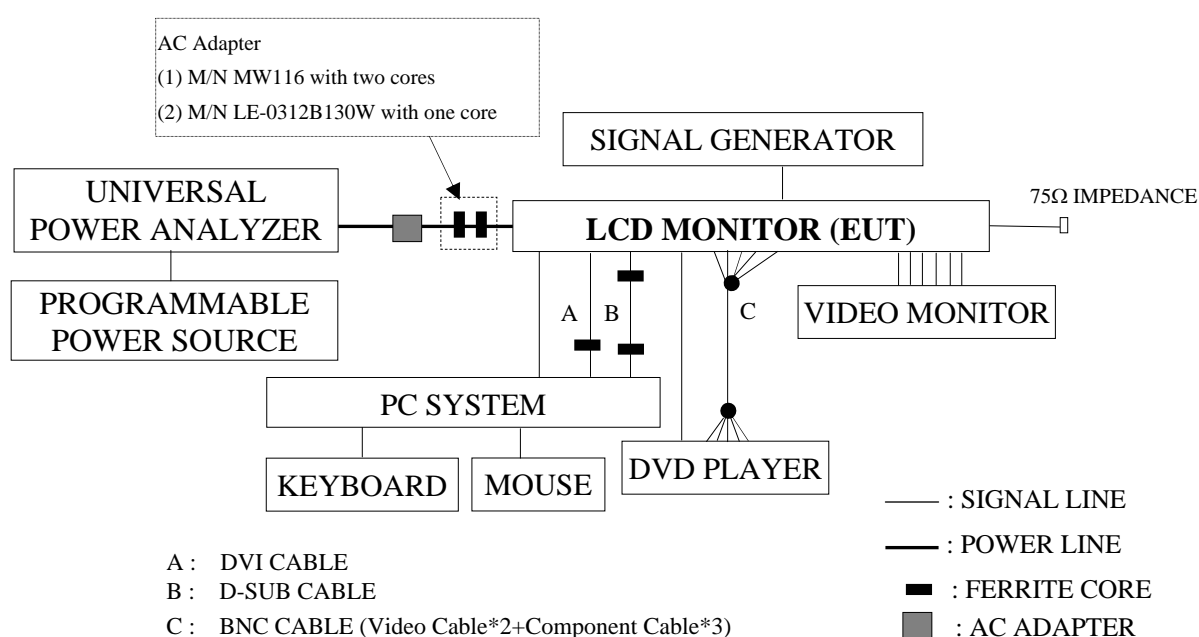 AC Adapter
(1) M/N MW116 with two cores
(2) M/N LE-0312B130W with one core
SIGNAL GENERATOR
UNIVERSAL
POWER ANALYZER
LCD MONITOR (EUT)
75Ω IMPEDANCE
PROGRAMMABLE
POWER SOURCE
A
B
C
VIDEO MONITOR
PC SYSTEM
KEYBOARD
MOUSE
DVD PLAYER
: SIGNAL LINE
: POWER LINE
: FERRITE CORE
: AC ADAPTER
A : DVI CABLE
B : D-SUB CABLE
C : BNC CABLE (Video Cable*2+Component Cable*3)